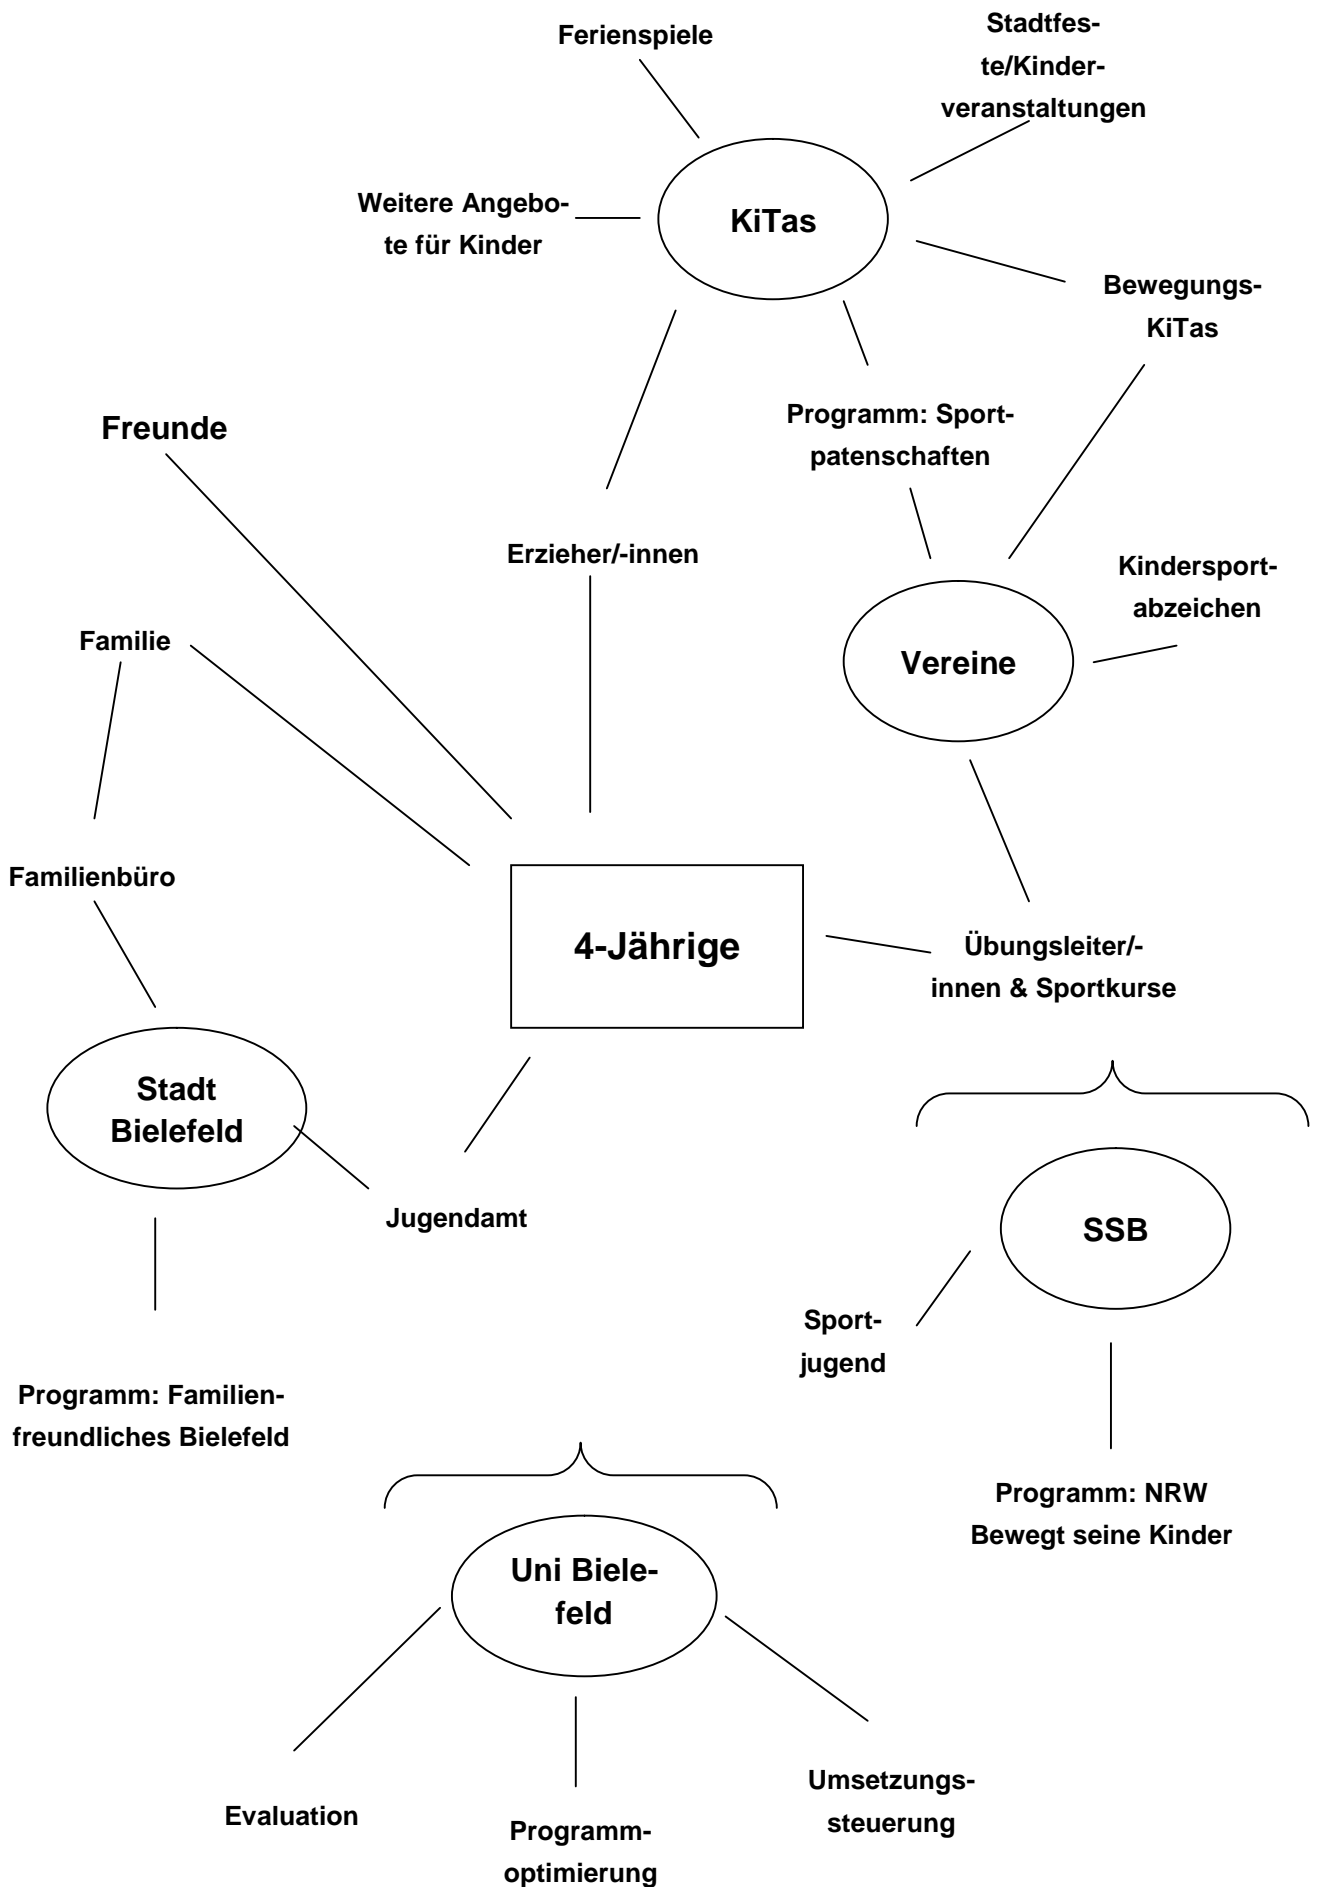 Ferienspiele
Stadtfes-
te/Kinder-
veranstaltungen
Weitere Angebo-
te für Kinder
KiTas
Bewegungs-
KiTas
Freunde
Programm: Sport-
patenschaften
Erzieher/-innen
Kindersport-
abzeichen
Familie
Vereine
Familienbüro
4-Jährige
Übungsleiter/-
innen & Sportkurse
Stadt
Bielefeld
Jugendamt
SSB
Sport-
jugend
Programm: Familien-
freundliches Bielefeld
Programm: NRW
Bewegt seine Kinder
Uni Biele-
feld
Evaluation
Programm-
optimierung
Umsetzungs-
steuerung